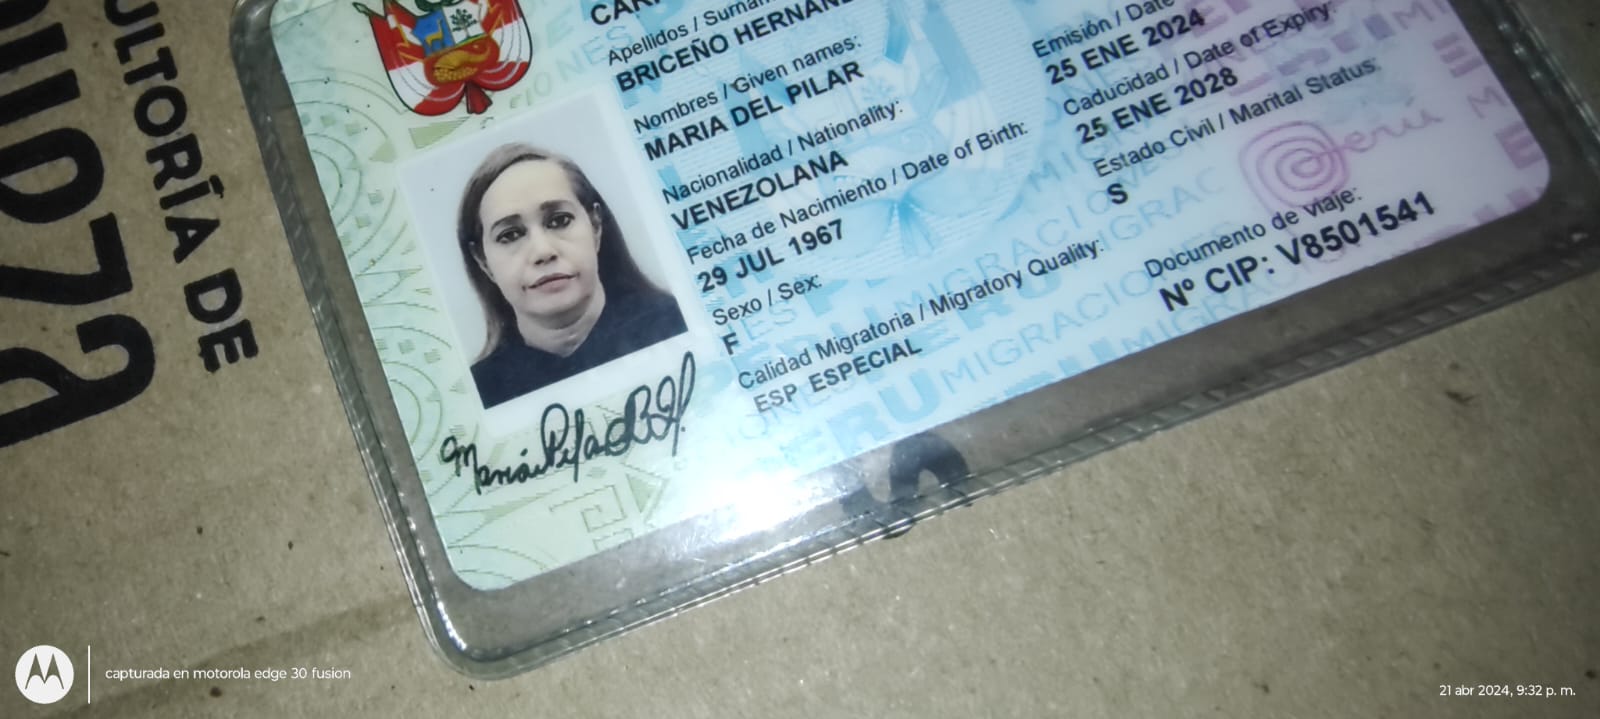 ULTORÍA DE
Apellidos / Surna
BRICEÑO HERNAN
Nombres / Given names:
MARIA DEL PILAR
Nacionalidad / Nationality:
VENEZOLANA
Fecha de Nacimiento / Date of Birth:
29 JUL 1967
Sexo / Sex:
F
Calidad Migratoria / Migratory Quality:
ESP ESPECIAL
Emisión / Date
25 ENE 2024
Caducidad / Date of Expiry:
25 ENE 2028
Estado Civil / Marital Status:
S
Documento de viaje:
Nº CIP: V8501541
Perú
MIGRACIONES
capturada en motorola edge 30 fusion
21 abr 2024, 9:32 p. m.